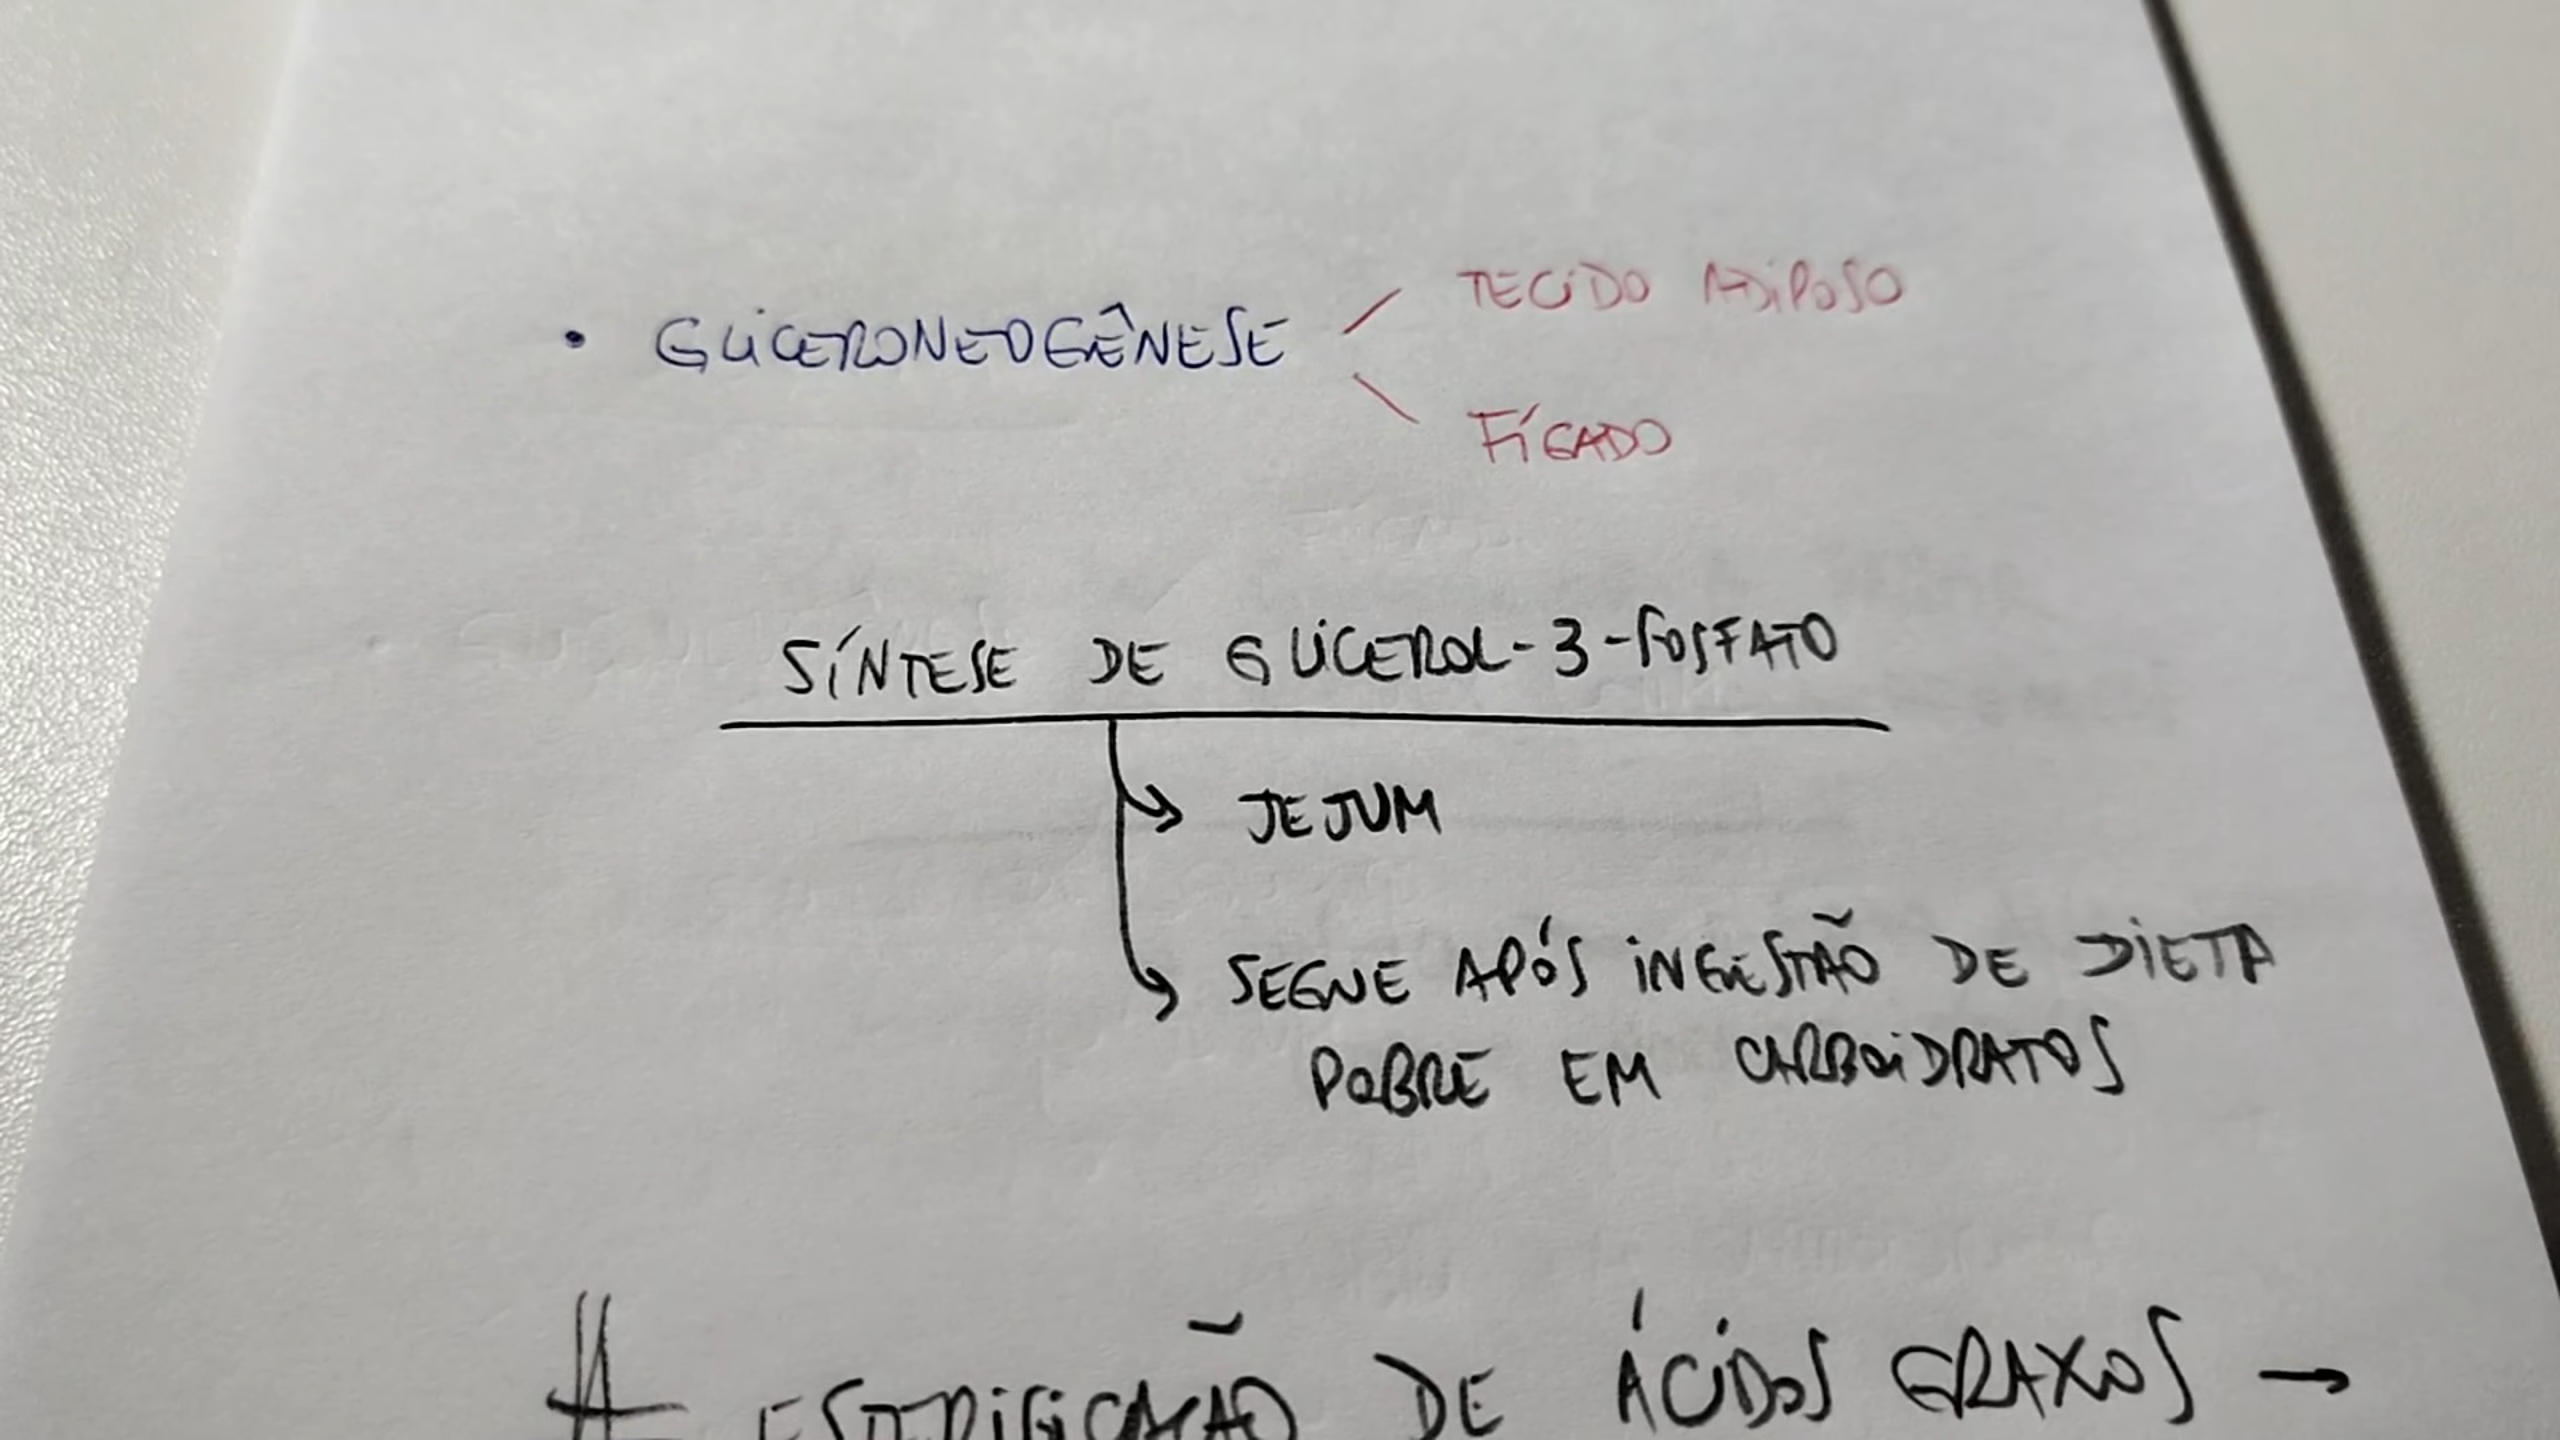 • GLICERONEOGÊNESE
TECIDO ADIPOSO
FÍGADO
SÍNTESE DE GLICEROL-3-FOSFATO
JEJUM
SEGUE APÓS INGESTÃO DE DIETA
POBRE EM CARBOIDRATOS
# ESTERIFICAÇÃO DE ÁCIDOS GRAXOS →